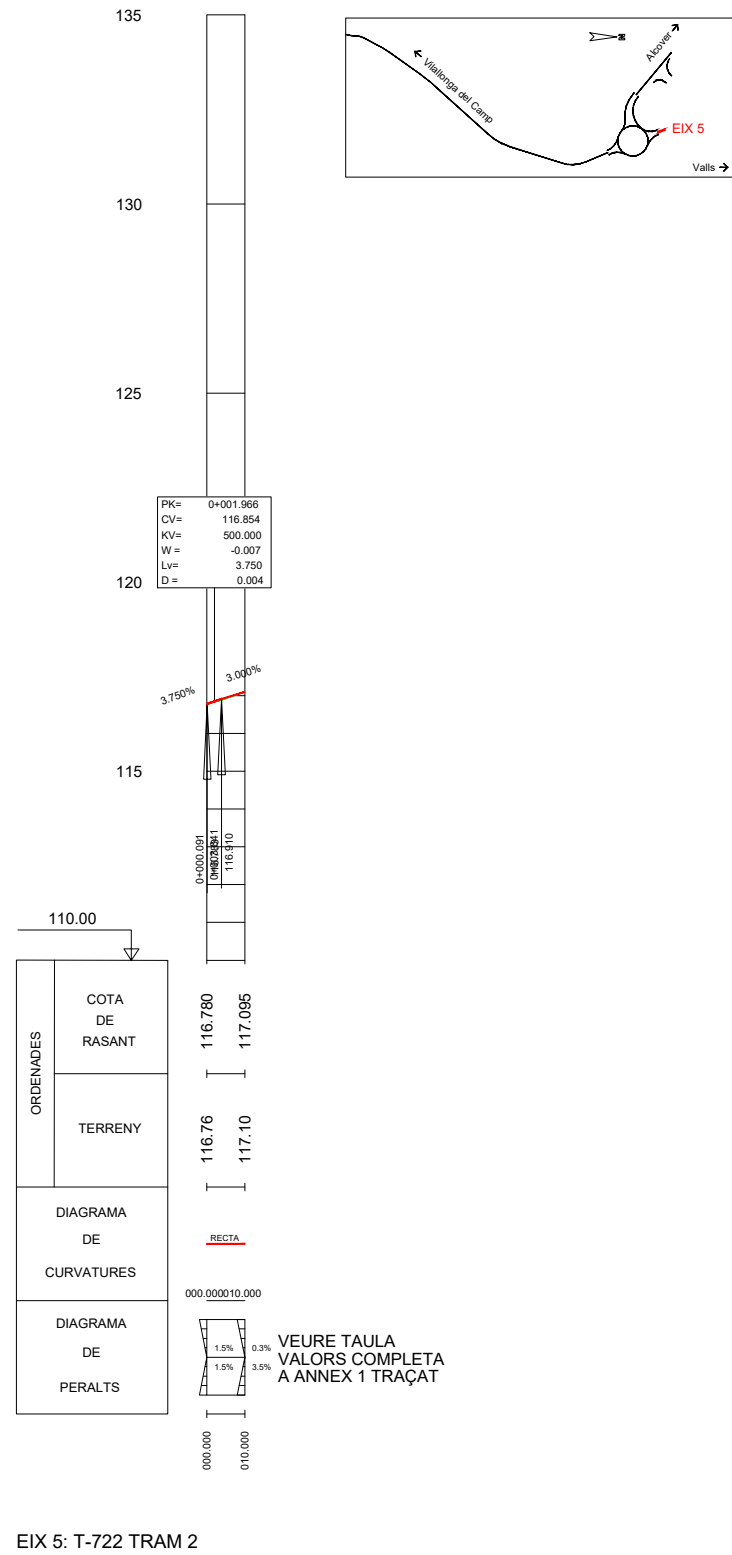 135
130
125
120
115
Vilallonga del Camp
Alcover
EIX 5
Valls
PK= 0+001.966
CV= 116.854
KV= 500.000
W = -0.007
Lv= 3.750
D = 0.004
3.750%
3.000%
0+000.091
116.910
110.00
ORDENADES
COTA
DE
RASANT
116.780
117.095
TERRENY
116.76
117.10
DIAGRAMA
DE
CURVATURES
RECTA
000.000010.000
DIAGRAMA
DE
PERALTS
1.5%
0.3%
1.5%
3.5%
VEURE TAULA
VALORS COMPLETA
A ANNEX 1 TRAÇAT
000.000
010.000
EIX 5: T-722 TRAM 2